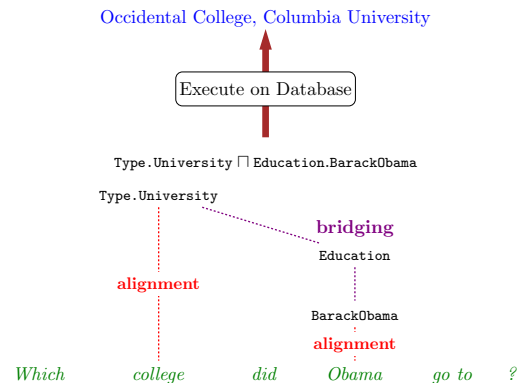 Occidental College, Columbia University
Execute on Database
Type.University ⊓ Education.BarackObama
Type.University
bridging
Education
alignment
BarackObama
alignment
Which college did Obama go to ?